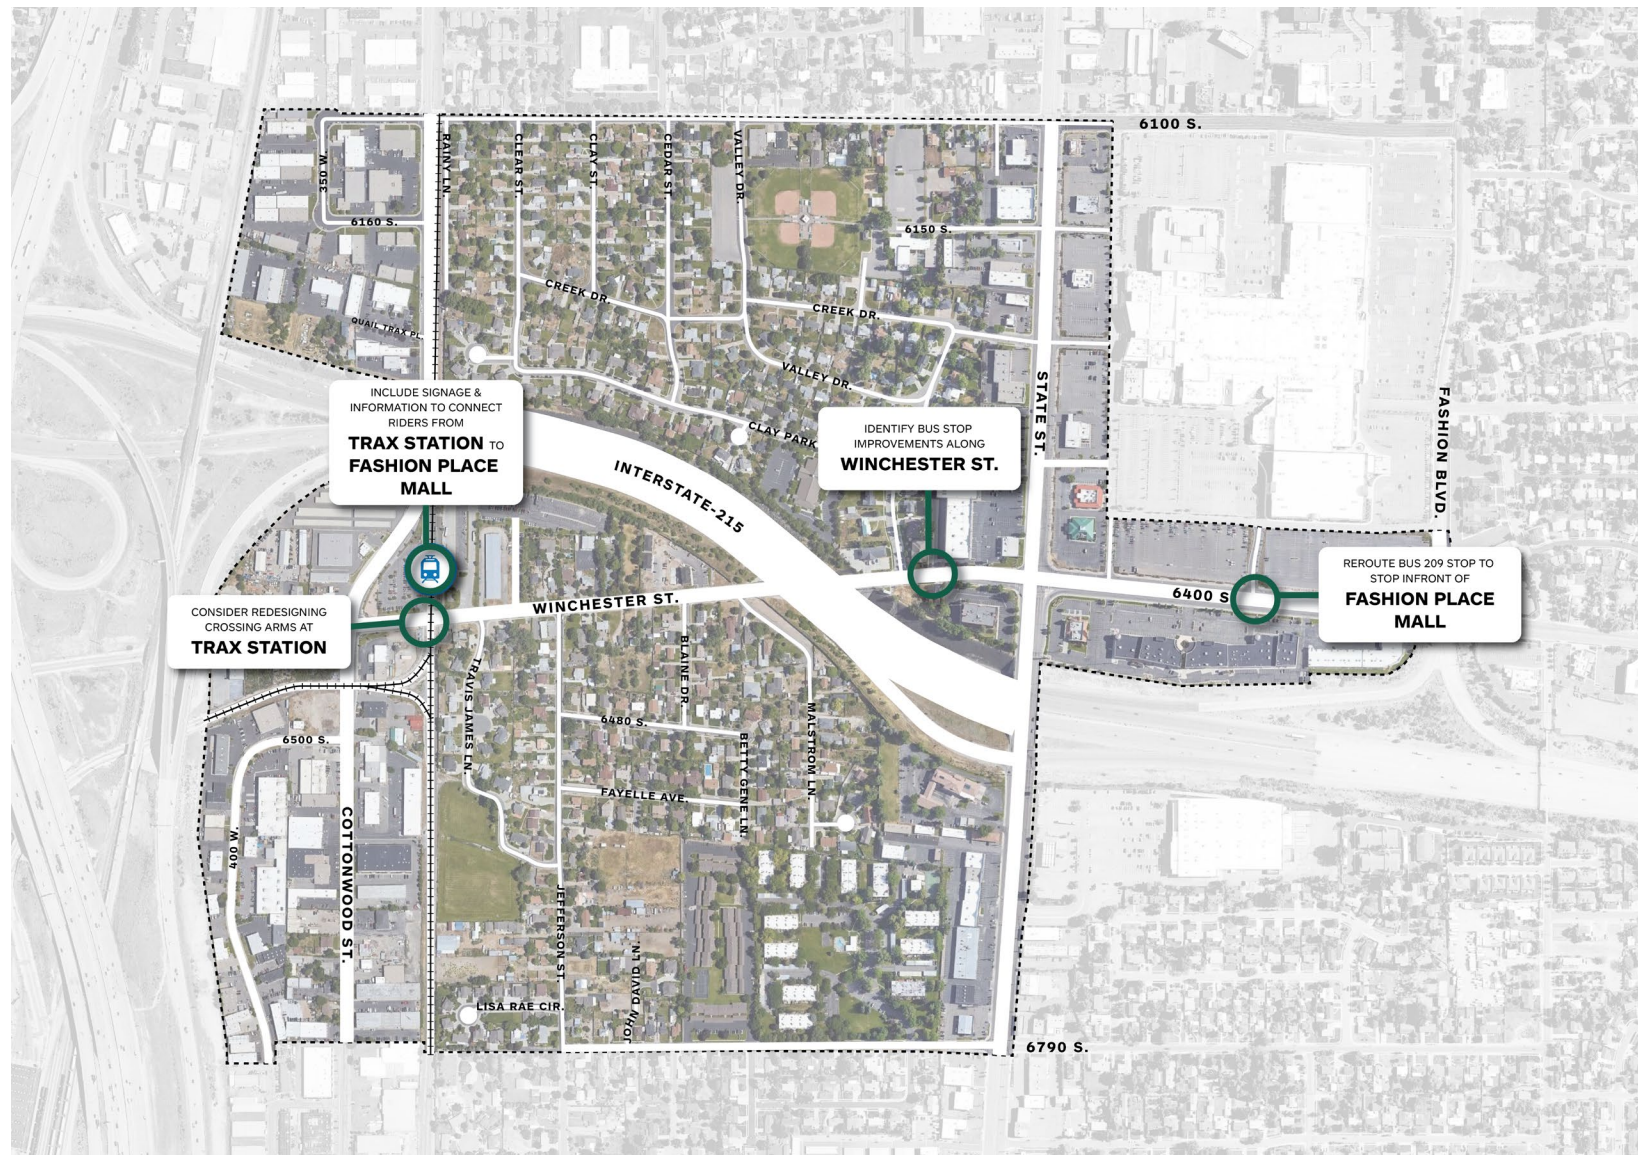 6100 S.
RAINY LN.
CLEAR ST.
CLAY ST.
CEDAR ST.
VALLEY DR.
350 W.
6160 S.
6150 S.
QUAIL TRAX PL.
CREEK DR.
CREEK DR.
VALLEY DR.
CLAY PARK
STATE ST.
FASHION BLVD.
INCLUDE SIGNAGE &
INFORMATION TO CONNECT
RIDERS FROM
TRAX STATION TO
FASHION PLACE
MALL
IDENTIFY BUS STOP
IMPROVEMENTS ALONG
WINCHESTER ST.
INTERSTATE-215
REROUTE BUS 209 STOP TO
STOP INFRONT OF
FASHION PLACE
MALL
CONSIDER REDESIGNING
CROSSING ARMS AT
TRAX STATION
WINCHESTER ST.
6400 S
TRAVIS JAMES LN.
BLAINE DR.
6480 S.
MALSTROM LN.
BETTY GENE LN.
FAYELLE AVE.
6500 S.
400 W.
COTTONWOOD ST.
JEFFERSON ST.
JOHN DAVID LN.
LISA RAE CIR.
6790 S.